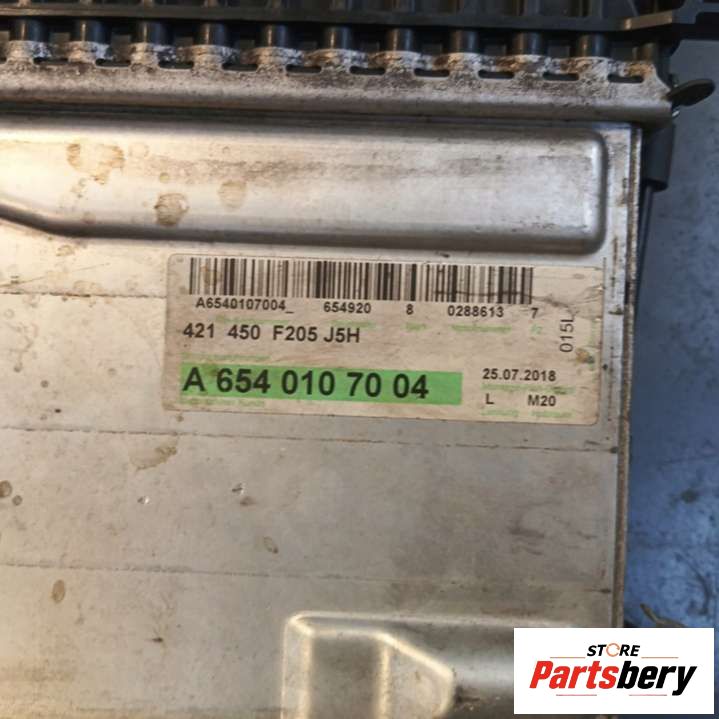 A6540107004_ 654920 8 0288613 7
421 450 F205 J5H
015L
A 654 010 70 04
25.07.2018
L M20
STORE
Partsbery